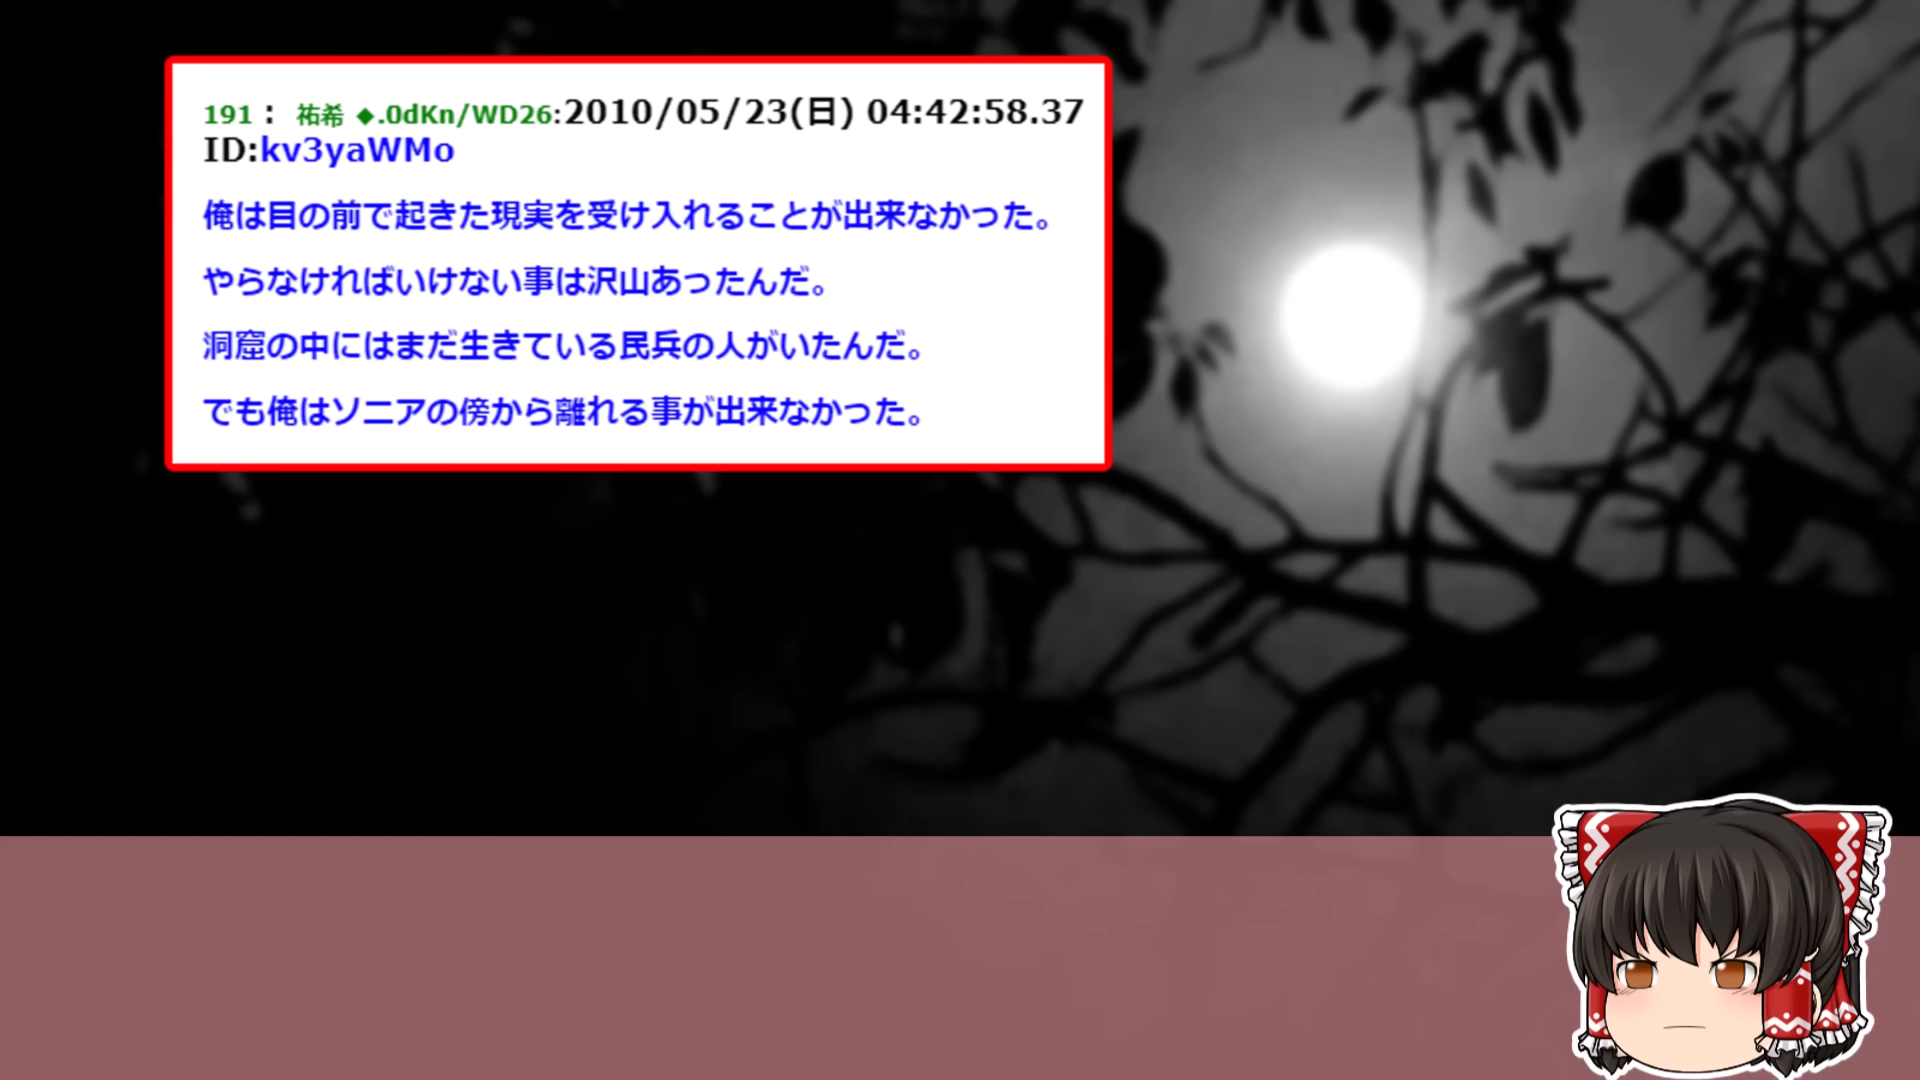 191： 祐希 ◆.0dKn/WD26:2010/05/23(日) 04:42:58.37
ID:kv3yaWMo
俺は目の前で起きた現実を受け入れることが出来なかった。
やらなければいけない事は沢山あったんだ。
洞窟の中にはまだ生きている民兵の人がいたんだ。
でも俺はソニアの傍から離れる事が出来なかった。